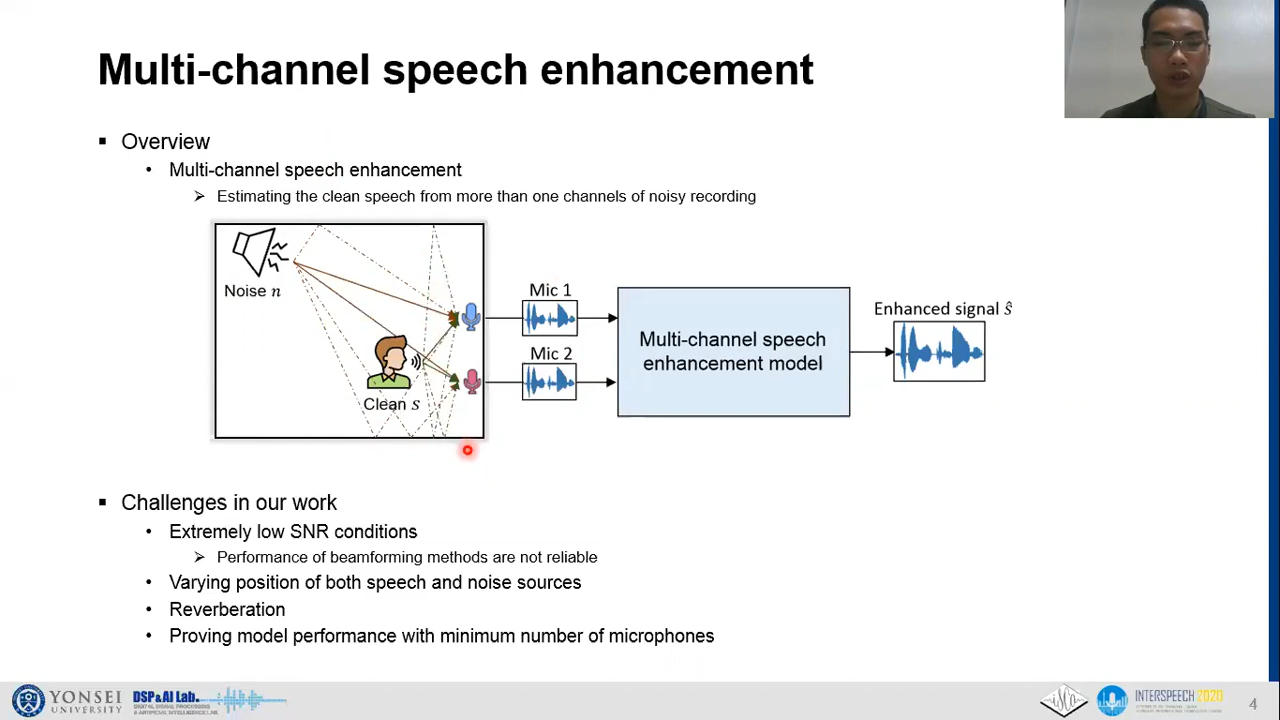 Multi-channel speech enhancement
▪ Overview
• Multi-channel speech enhancement
➢ Estimating the clean speech from more than one channels of noisy recording
Noise n
Clean s
Mic 1
Mic 2
Multi-channel speech
enhancement model
Enhanced signal ŝ
▪ Challenges in our work
• Extremely low SNR conditions
➢ Performance of beamforming methods are not reliable
• Varying position of both speech and noise sources
• Reverberation
• Proving model performance with minimum number of microphones
YONSEI
UNIVERSITY
DSP&AI Lab.
INTERSPEECH 2020
4